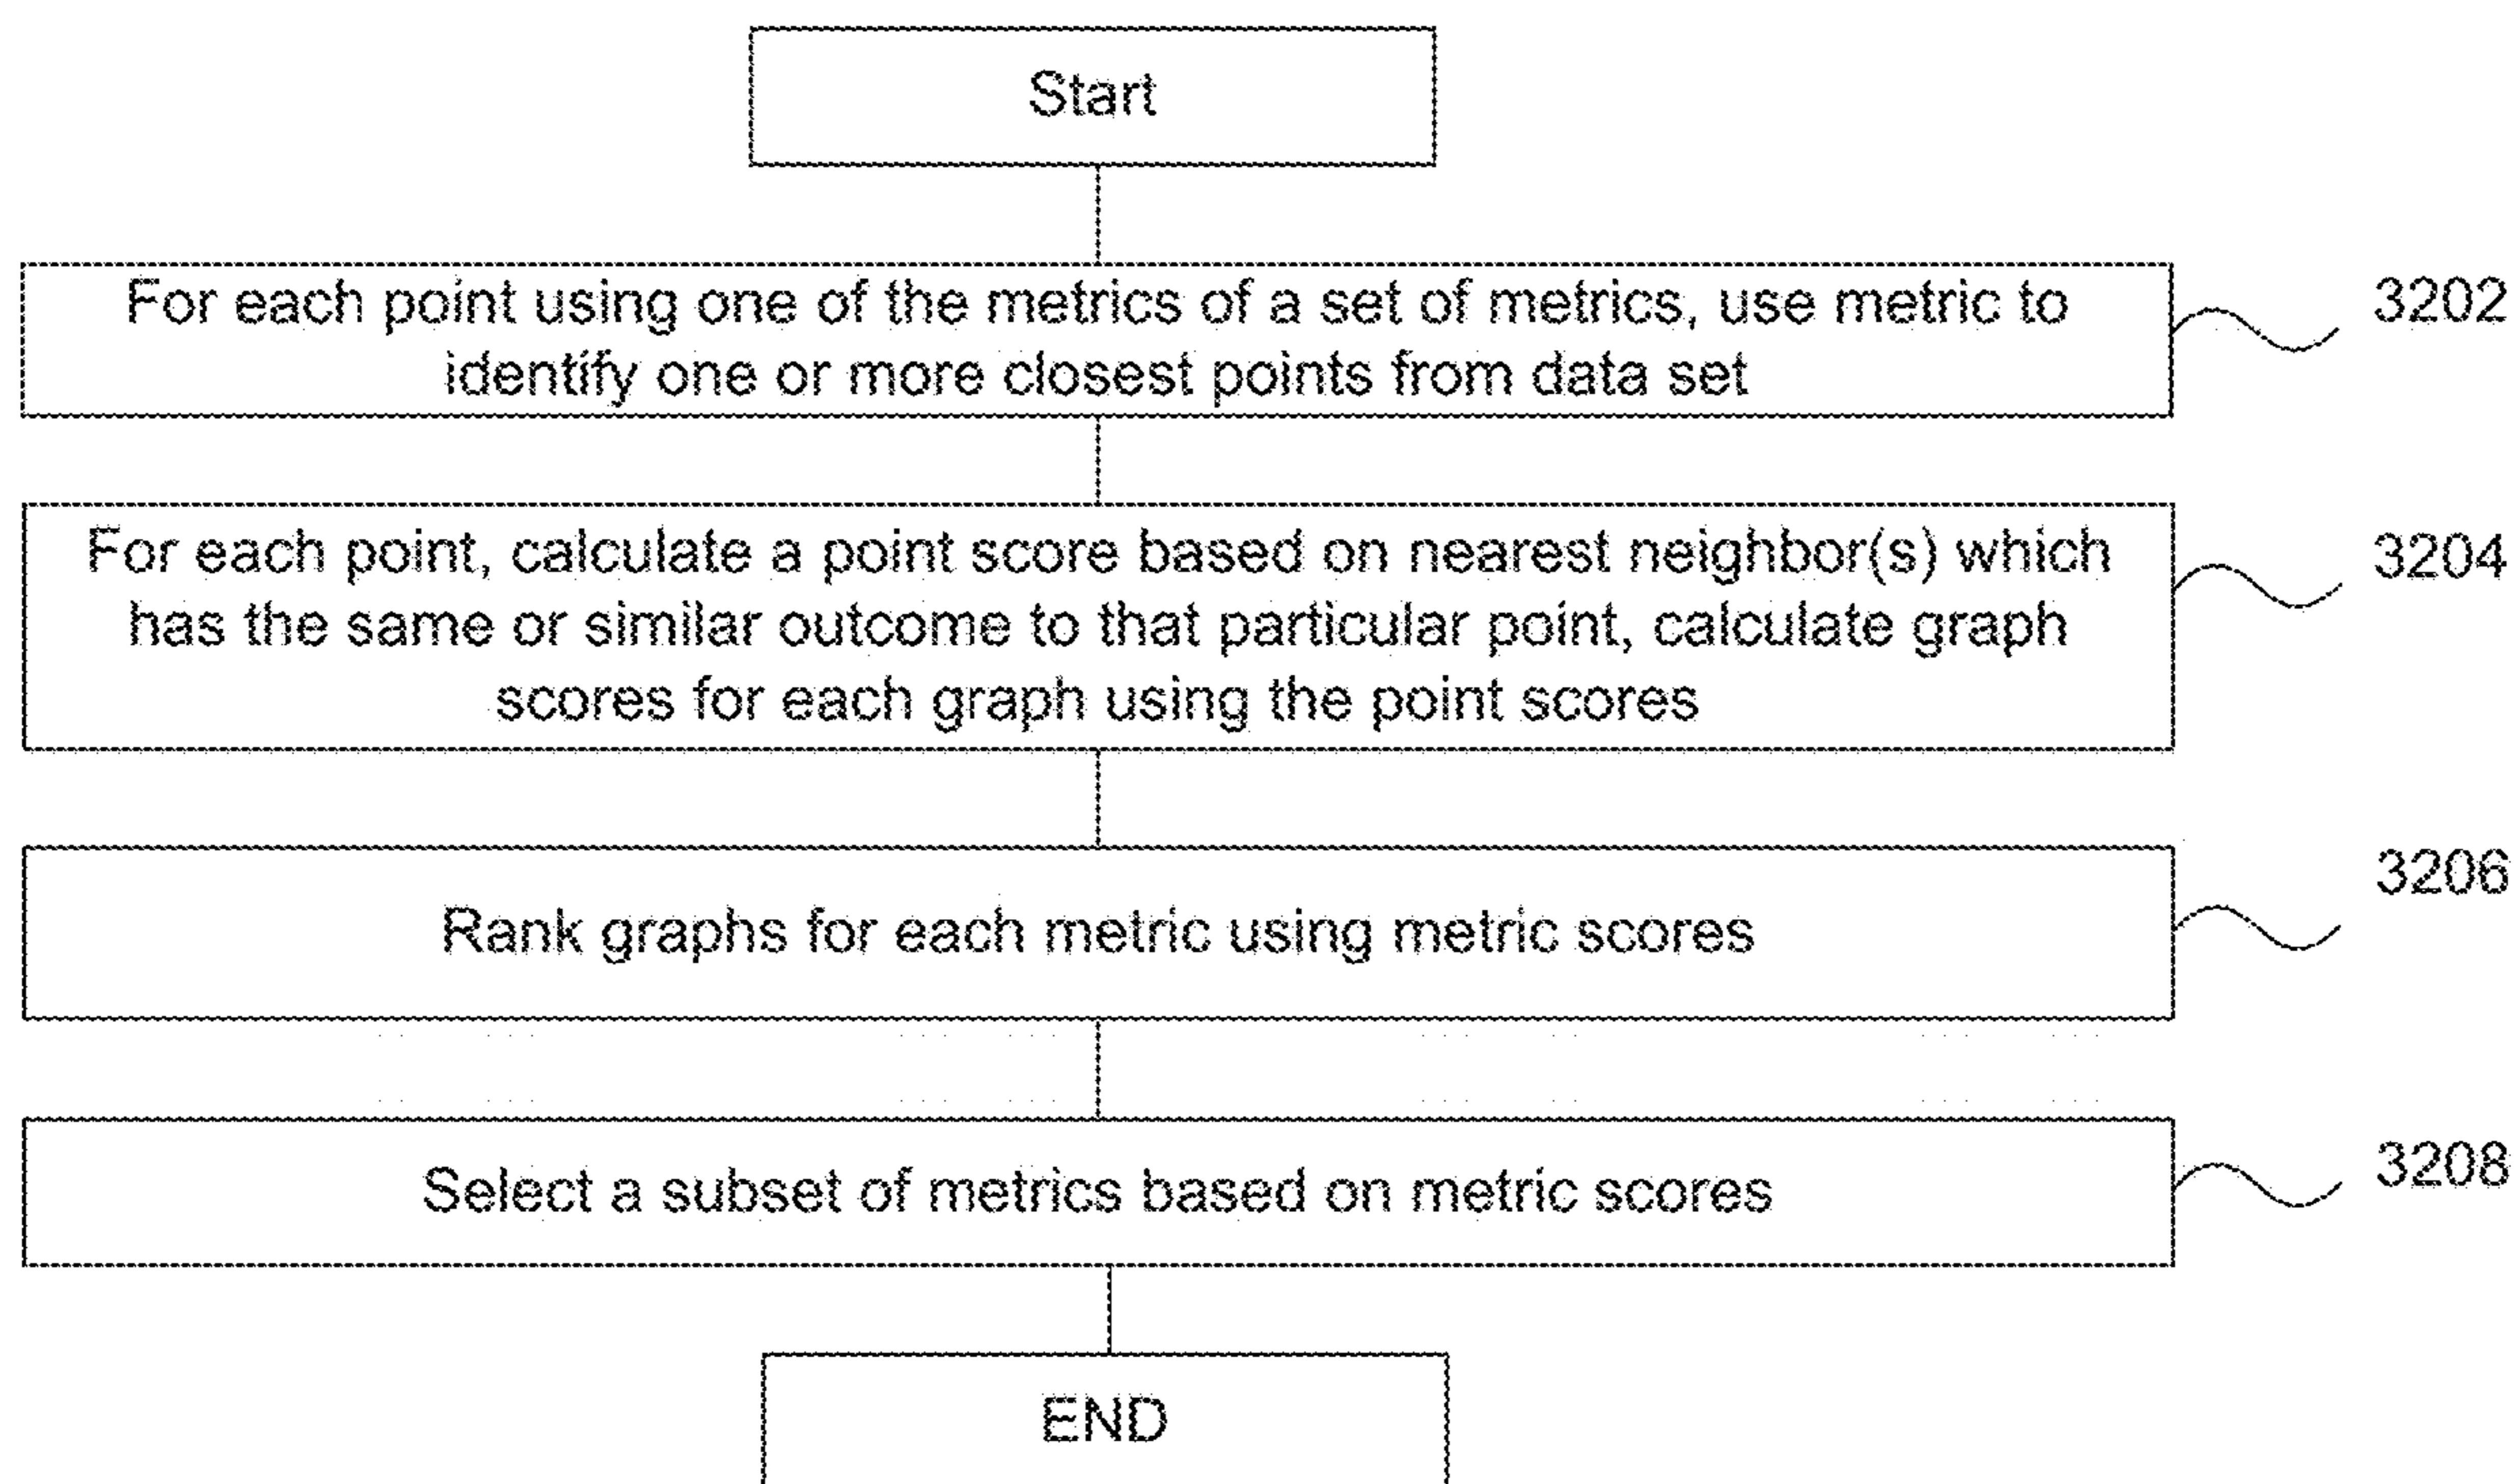 Start
For each point using one of the metrics of a set of metrics, use metric to
identify one or more closest points from data set
3202
For each point, calculate a point score based on nearest neighbor(s) which
has the same or similar outcome to that particular point, calculate graph
scores for each graph using the point scores
3204
Rank graphs for each metric using metric scores
3206
Select a subset of metrics based on metric scores
3208
END